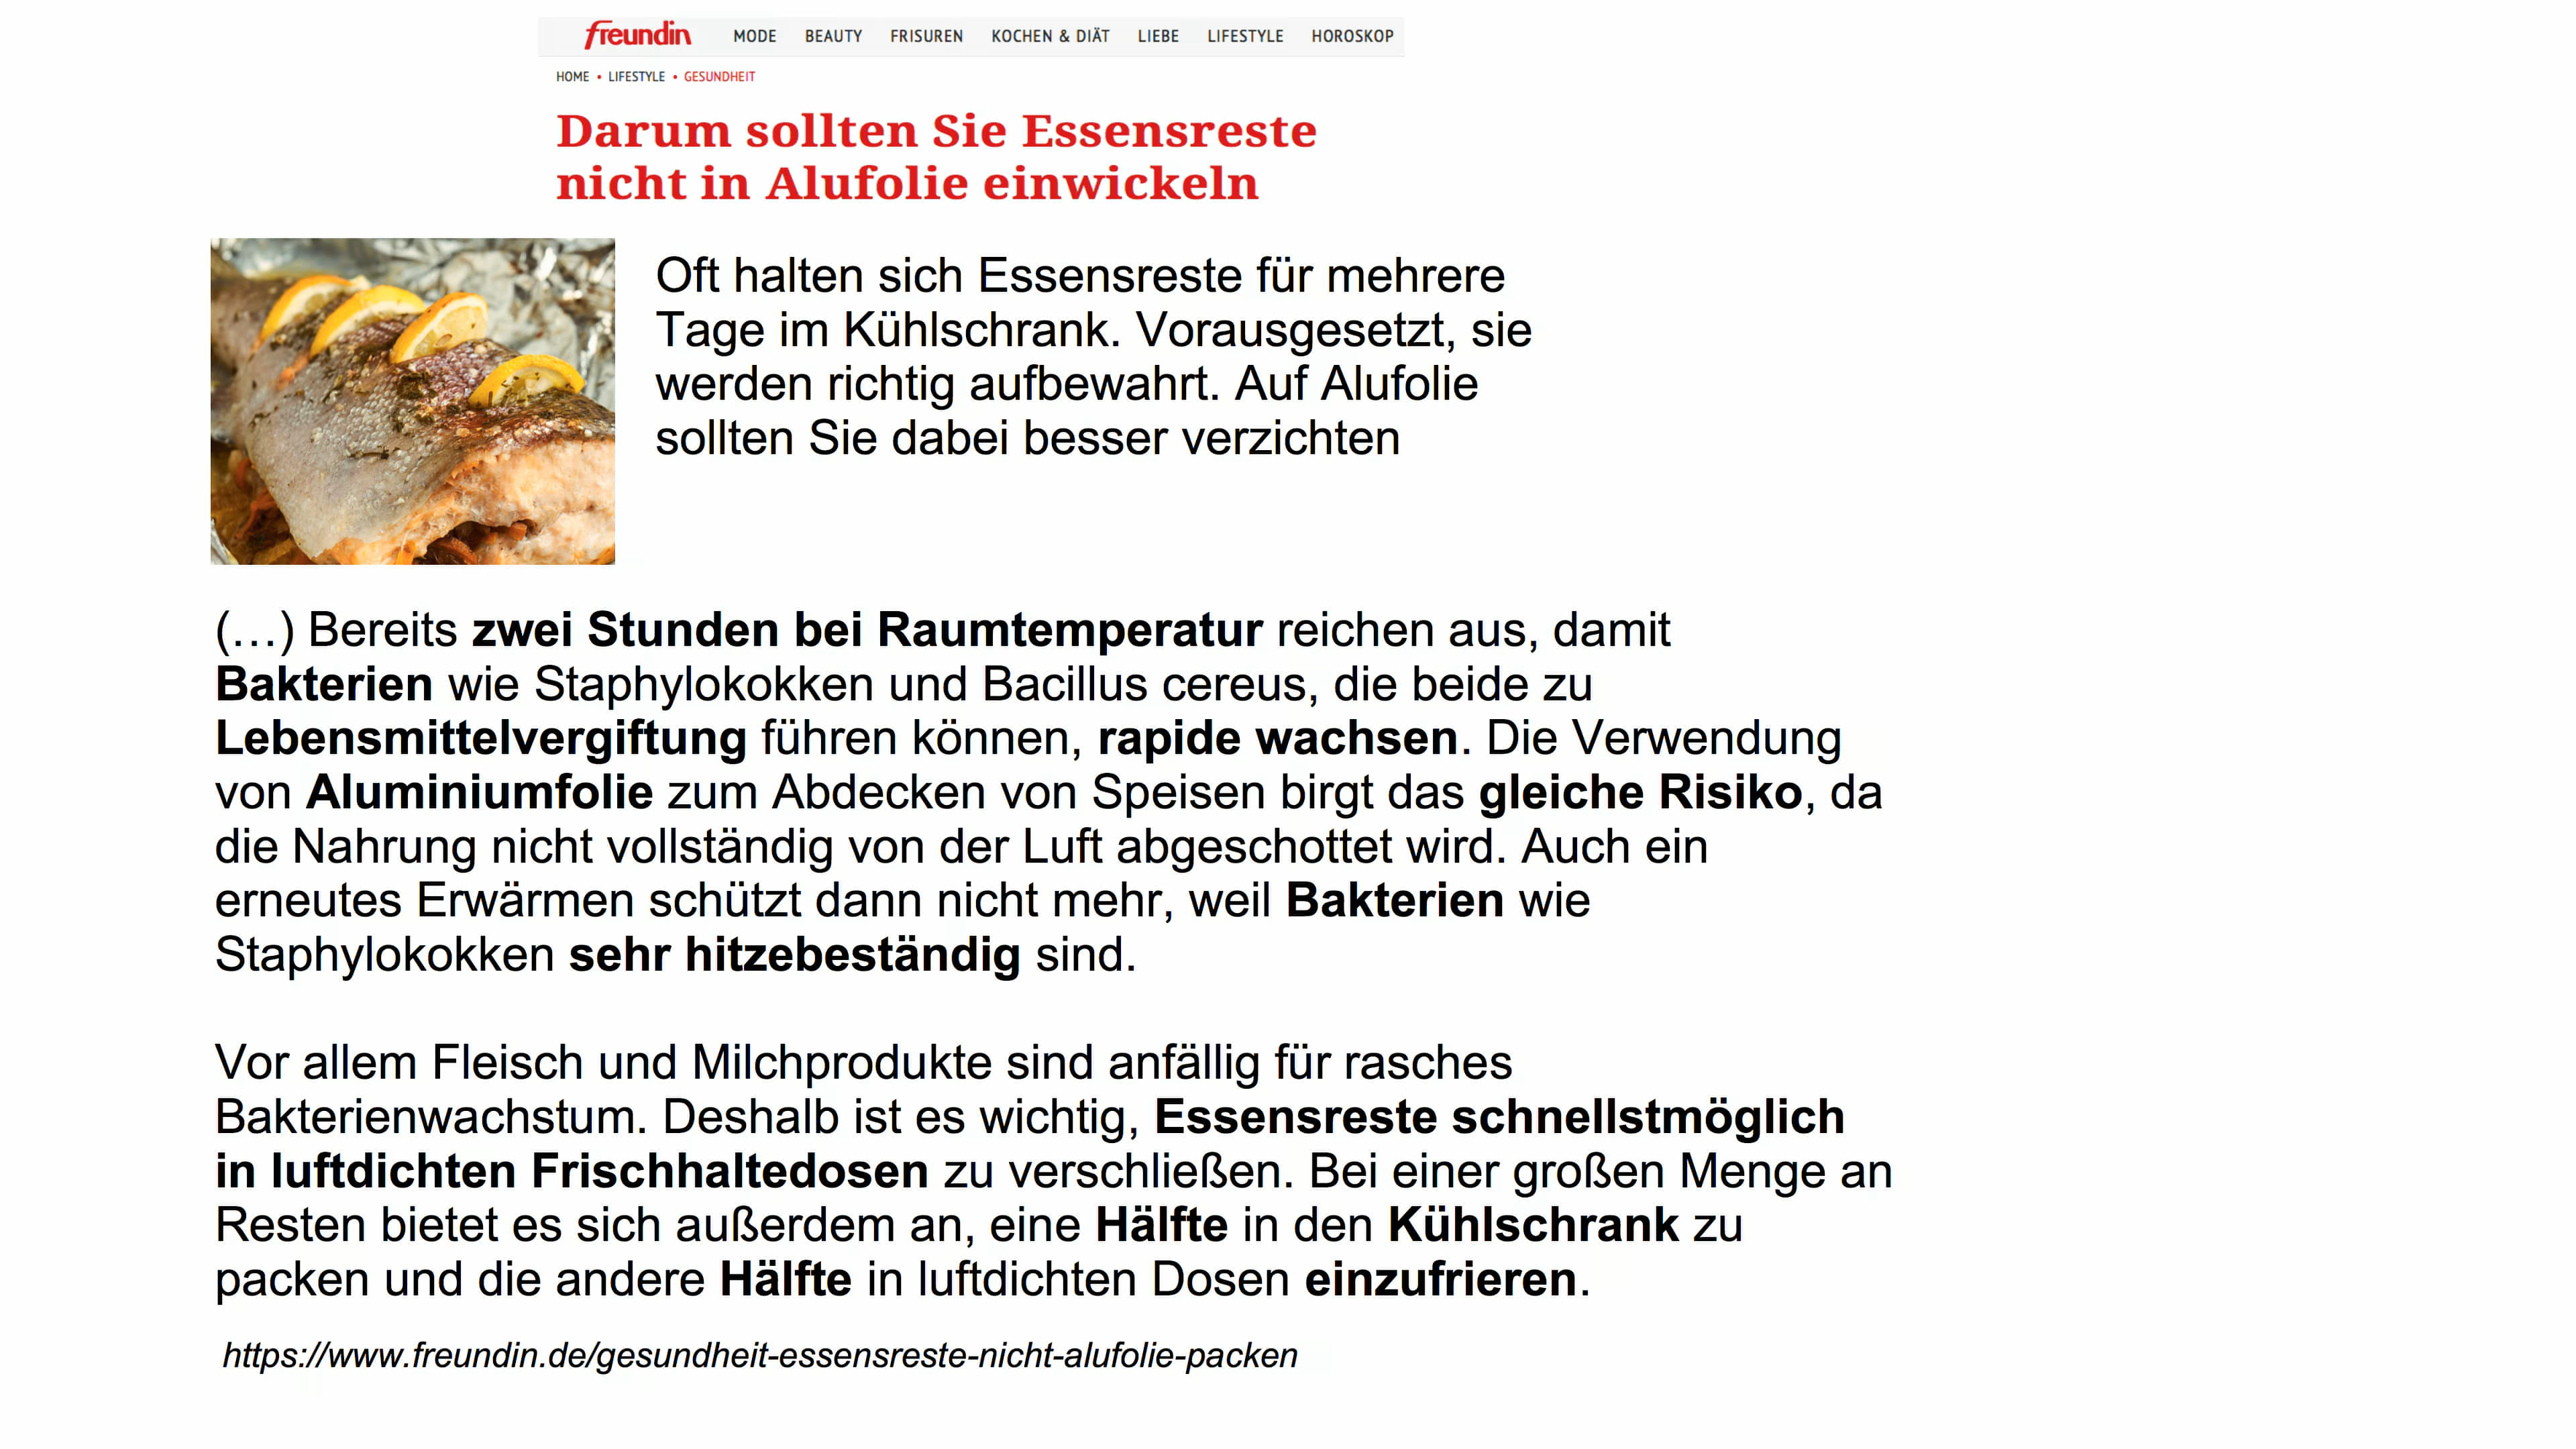 freundin MODE BEAUTY FRISUREN KOCHEN & DIÄT LIEBE LIFESTYLE HOROSKOP
HOME • LIFESTYLE • GESUNDHEIT
Darum sollten Sie Essensreste
nicht in Alufolie einwickeln
Oft halten sich Essensreste für mehrere
Tage im Kühlschrank. Vorausgesetzt, sie
werden richtig aufbewahrt. Auf Alufolie
sollten Sie dabei besser verzichten
(…) Bereits zwei Stunden bei Raumtemperatur reichen aus, damit
Bakterien wie Staphylokokken und Bacillus cereus, die beide zu
Lebensmittelvergiftung führen können, rapide wachsen. Die Verwendung
von Aluminiumfolie zum Abdecken von Speisen birgt das gleiche Risiko, da
die Nahrung nicht vollständig von der Luft abgeschottet wird. Auch ein
erneutes Erwärmen schützt dann nicht mehr, weil Bakterien wie
Staphylokokken sehr hitzebeständig sind.
Vor allem Fleisch und Milchprodukte sind anfällig für rasches
Bakterienwachstum. Deshalb ist es wichtig, Essensreste schnellstmöglich
in luftdichten Frischhaltedosen zu verschließen. Bei einer großen Menge an
Resten bietet es sich außerdem an, eine Hälfte in den Kühlschrank zu
packen und die andere Hälfte in luftdichten Dosen einzufrieren.
https://www.freundin.de/gesundheit-essensreste-nicht-alufolie-packen